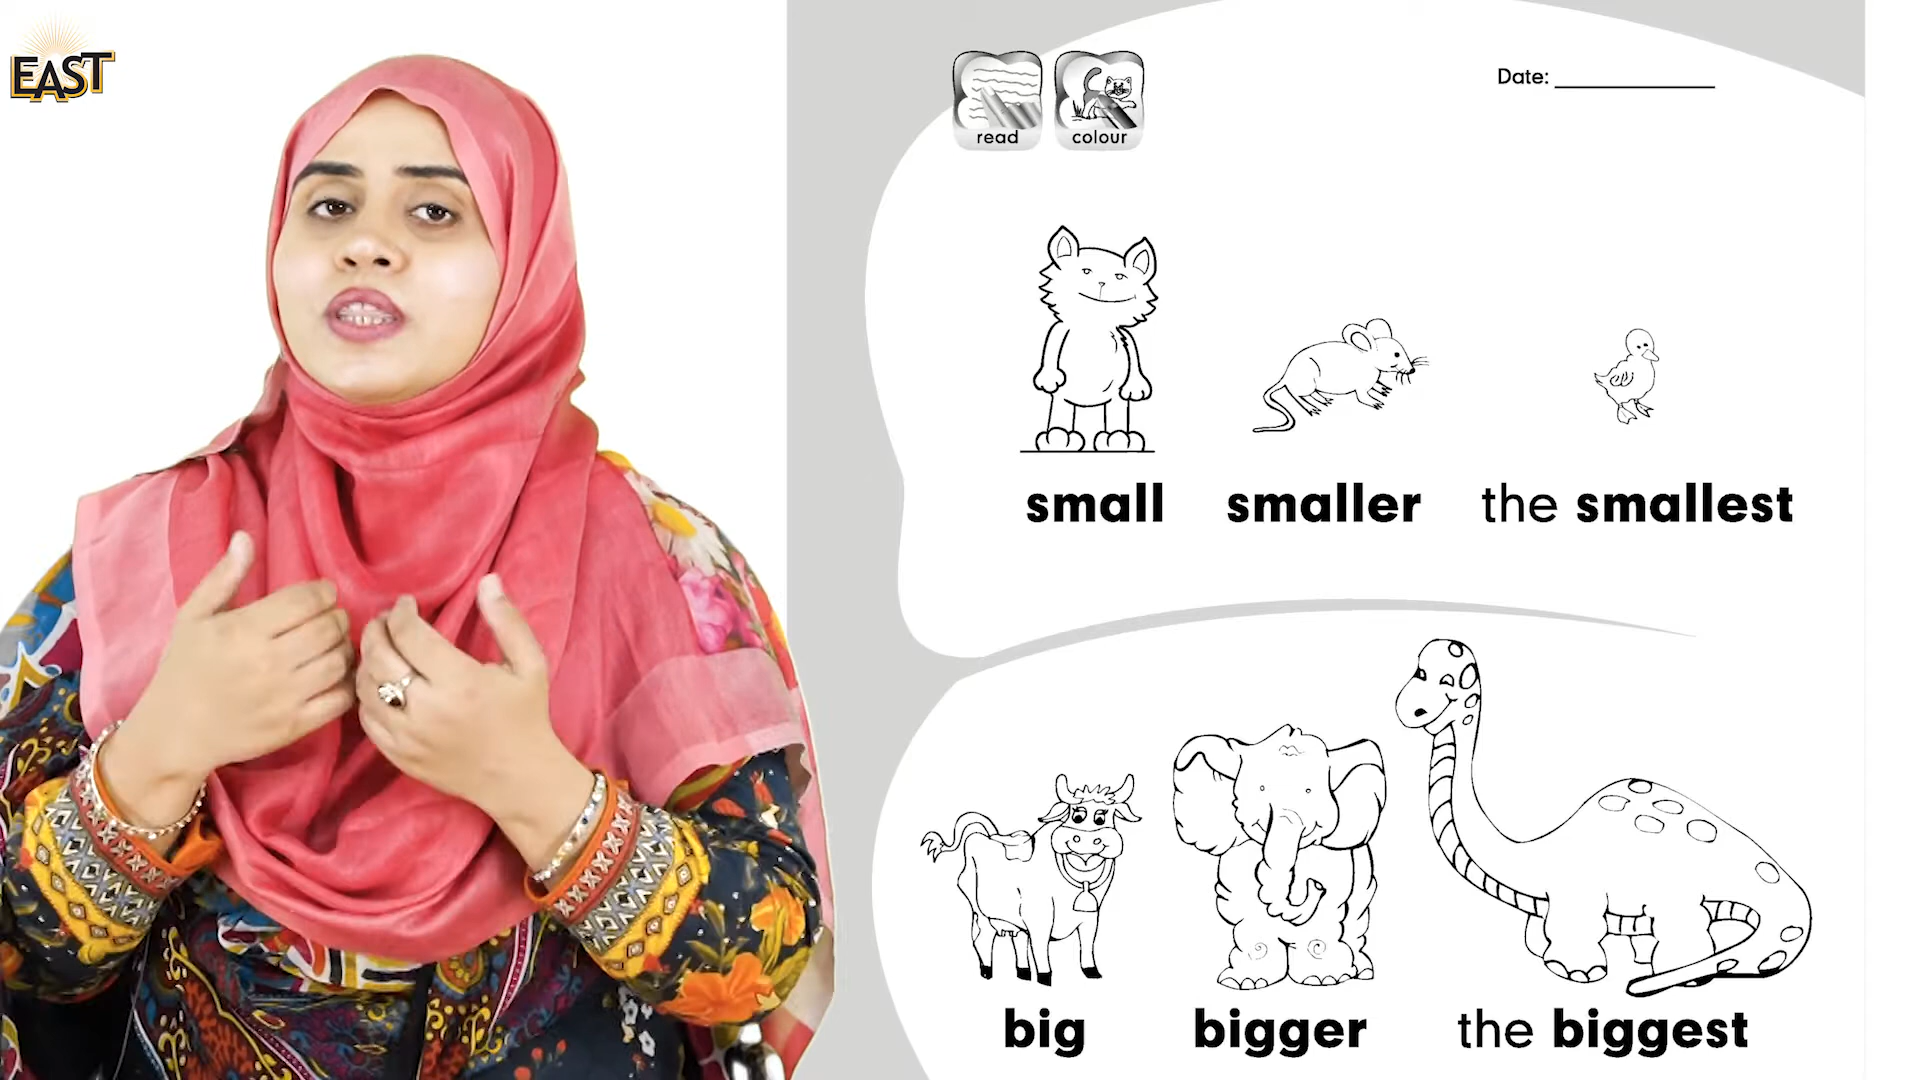 EAST
read colour
Date:
small smaller the smallest
big bigger the biggest